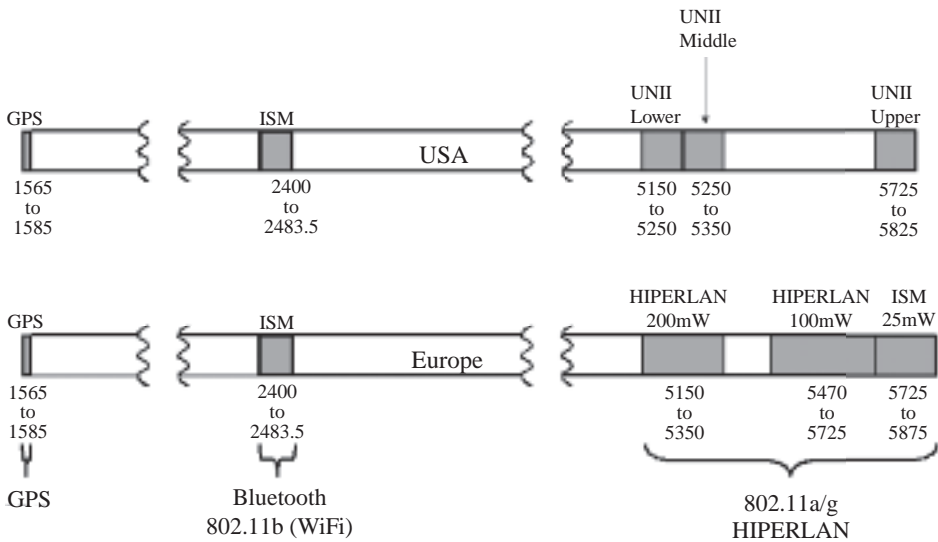 UNII
Middle
GPS
ISM
UNII
Lower
UNII
Upper
USA
1565
to
1585
2400
to
2483.5
5150
to
5250
5250
to
5350
5725
to
5825
GPS
ISM
HIPERLAN
200mW
HIPERLAN
100mW
ISM
25mW
Europe
1565
to
1585
2400
to
2483.5
5150
to
5350
5470
to
5725
5725
to
5875
GPS
Bluetooth
802.11b (WiFi)
802.11a/g
HIPERLAN